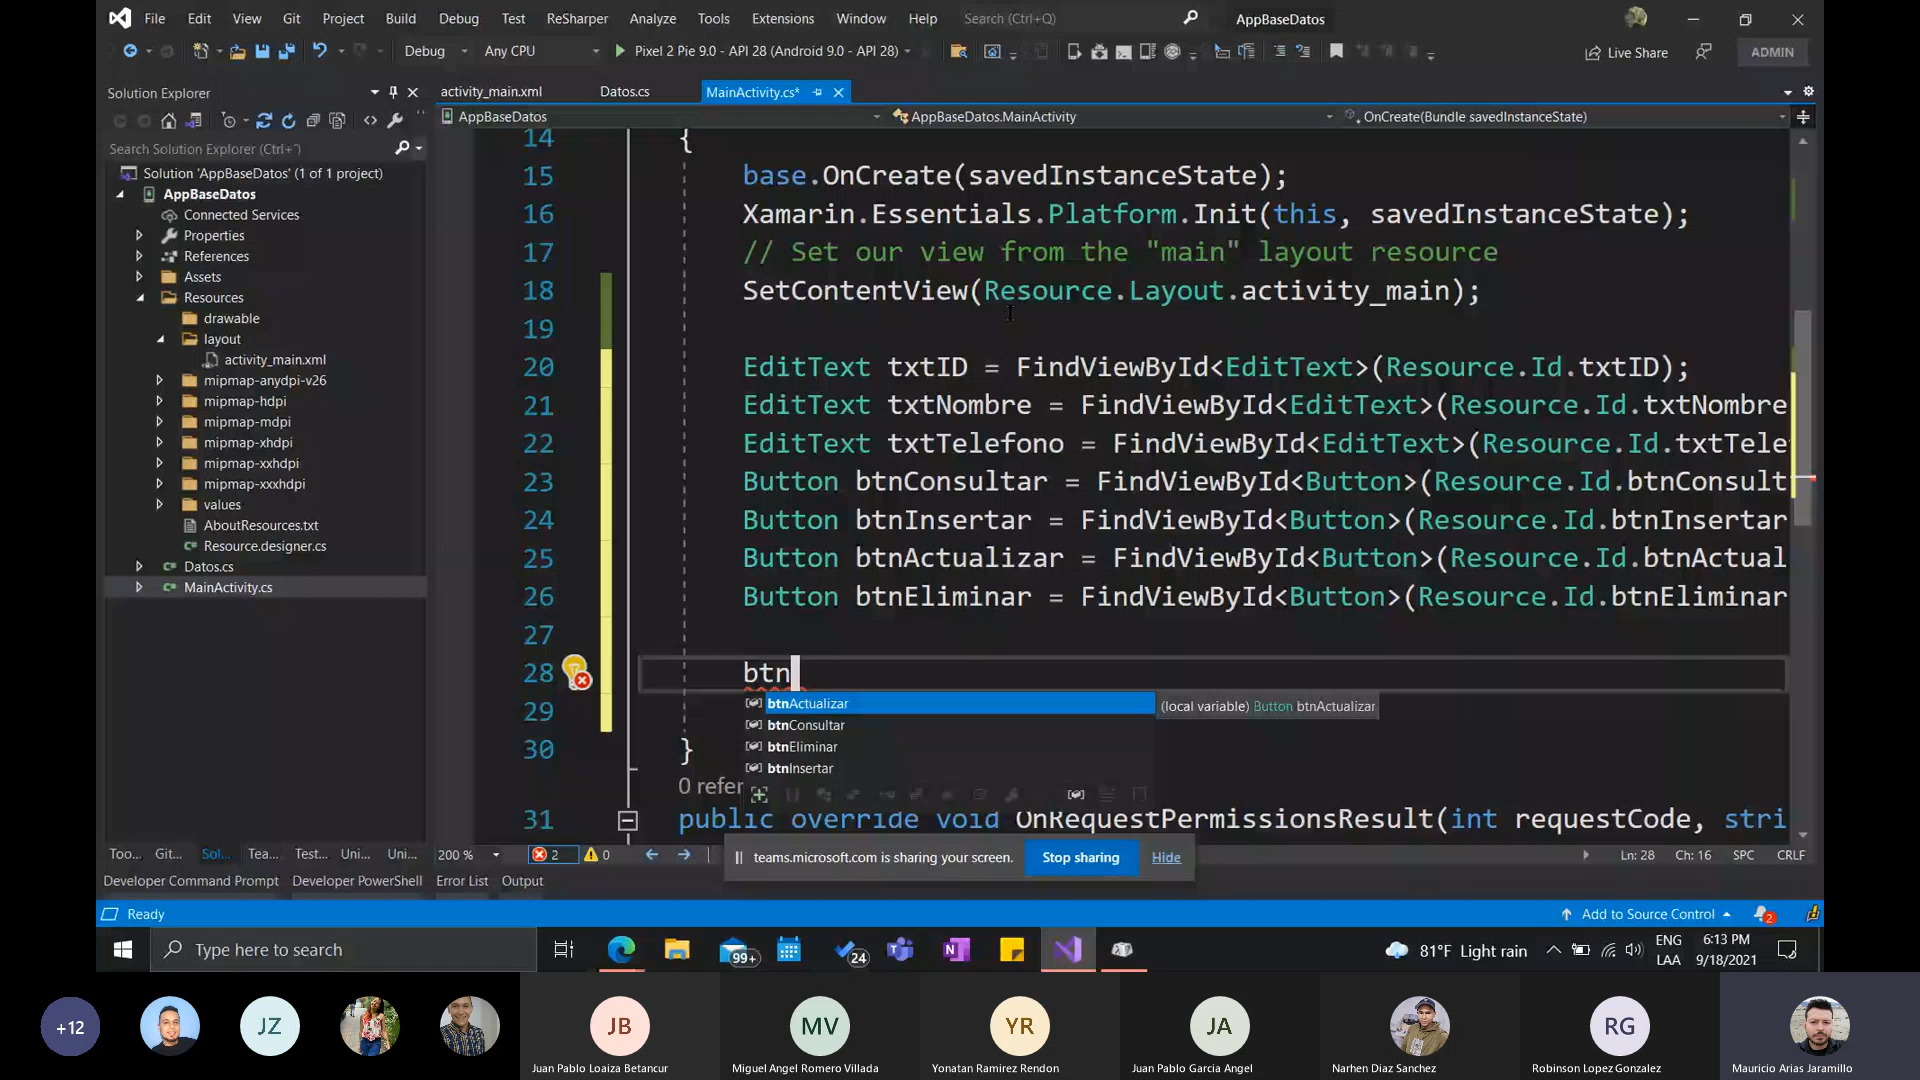 File Edit View Git Project Build Debug Test ReSharper Analyze Tools Extensions Window Help Search (Ctrl+Q) AppBaseDatos
Debug Any CPU Pixel 2 Pie 9.0 - API 28 (Android 9.0 - API 28) Live Share ADMIN
Solution Explorer
activity_main.xml Datos.cs MainActivity.cs*
AppBaseDatos AppBaseDatos.MainActivity OnCreate(Bundle savedInstanceState)
Search Solution Explorer (Ctrl+´)
Solution 'AppBaseDatos' (1 of 1 project)
AppBaseDatos
Connected Services
Properties
References
Assets
Resources
drawable
layout
activity_main.xml
mipmap-anydpi-v26
mipmap-hdpi
mipmap-mdpi
mipmap-xhdpi
mipmap-xxhdpi
mipmap-xxxhdpi
values
AboutResources.txt
Resource.designer.cs
Datos.cs
MainActivity.cs
14 {
15 base.OnCreate(savedInstanceState);
16 Xamarin.Essentials.Platform.Init(this, savedInstanceState);
17 // Set our view from the "main" layout resource
18 SetContentView(Resource.Layout.activity_main);
19
20 EditText txtID = FindViewById<EditText>(Resource.Id.txtID);
21 EditText txtNombre = FindViewById<EditText>(Resource.Id.txtNombre
22 EditText txtTelefono = FindViewById<EditText>(Resource.Id.txtTele
23 Button btnConsultar = FindViewById<Button>(Resource.Id.btnConsult
24 Button btnInsertar = FindViewById<Button>(Resource.Id.btnInsertar
25 Button btnActualizar = FindViewById<Button>(Resource.Id.btnActual
26 Button btnEliminar = FindViewById<Button>(Resource.Id.btnEliminar
27
28 btn
btnActualizar (local variable) Button btnActualizar
29
btnConsultar
btnEliminar
30 }
btnInsertar
0 refer
31 public override void OnRequestPermissionsResult(int requestCode, stri
Too... Git... Sol... Tea... Test... Uni... Uni... 200 % 2 0 Ln: 28 Ch: 16 SPC CRLF
teams.microsoft.com is sharing your screen. Stop sharing Hide
Developer Command Prompt Developer PowerShell Error List Output
Ready Add to Source Control 2
Type here to search 99+ 24 81°F Light rain ENG LAA 6:13 PM 9/18/2021
+12 JZ JB MV YR JA RG
Juan Pablo Loaiza Betancur Miguel Angel Romero Villada Yonatan Ramirez Rendon Juan Pablo Garcia Angel Narhen Diaz Sanchez Robinson Lopez Gonzalez Mauricio Arias Jaramillo